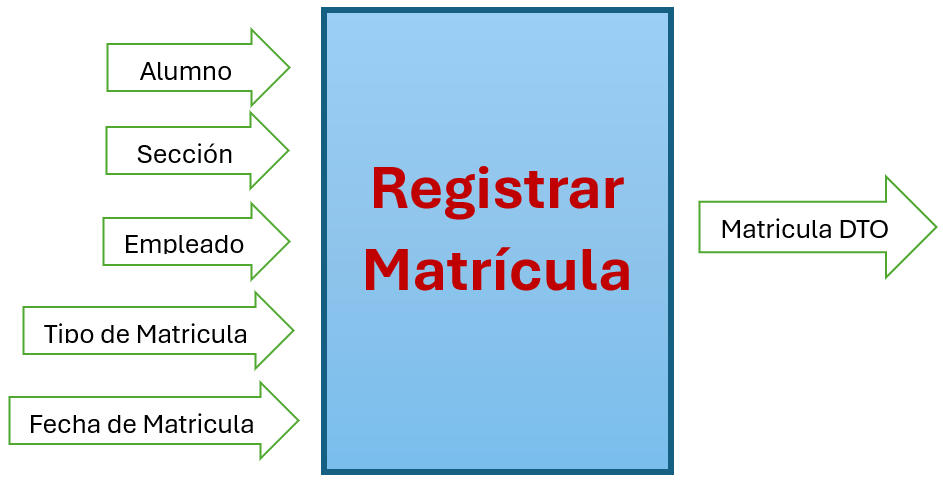 Alumno
Sección
Empleado
Tipo de Matricula
Fecha de Matricula
Registrar
Matrícula
Matricula DTO